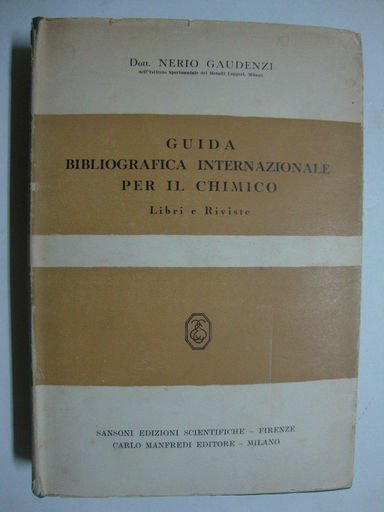 Dott. NERIO GAUDENZI
nell'Istituto Sperimentale dei Metalli Leggeri, Milano
GUIDA
BIBLIOGRAFICA INTERNAZIONALE
PER IL CHIMICO
Libri e Riviste
SANSONI EDIZIONI SCIENTIFICHE – FIRENZE
CARLO MANFREDI EDITORE – MILANO